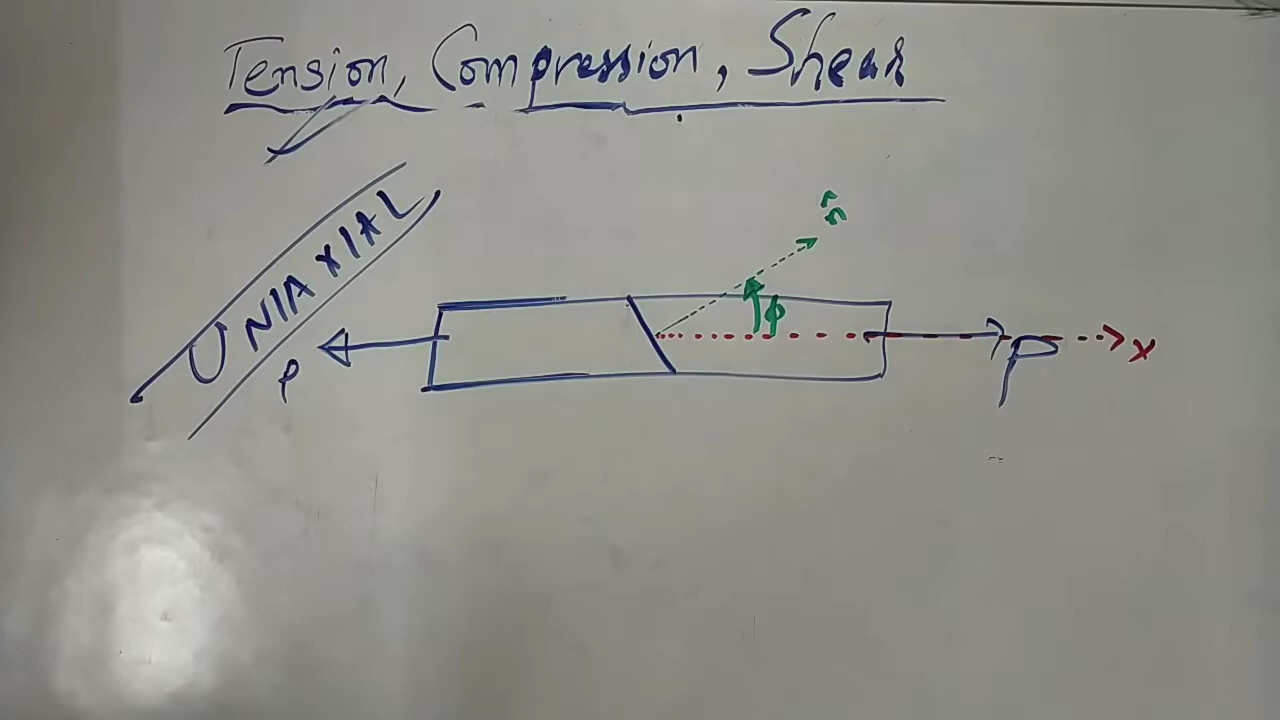 Tension, Compression, Shear
UNIAXIAL
n̂
ϕ
P
P
x